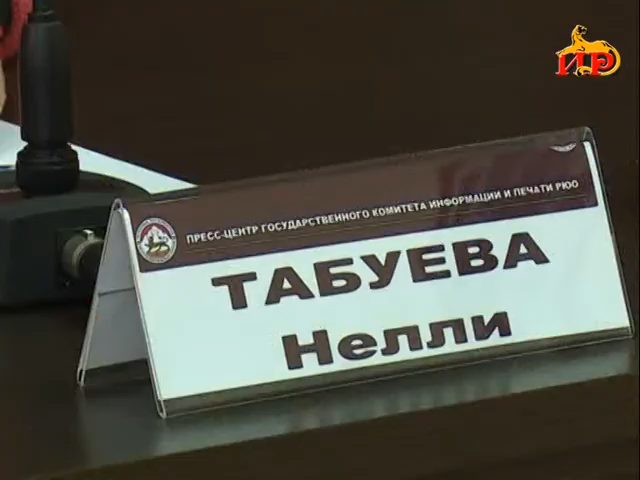 ИР
ПРЕСС-ЦЕНТР ГОСУДАРСТВЕННОГО КОМИТЕТА ИНФОРМАЦИИ И ПЕЧАТИ РЮО
ТАБУЕВА
Нелли